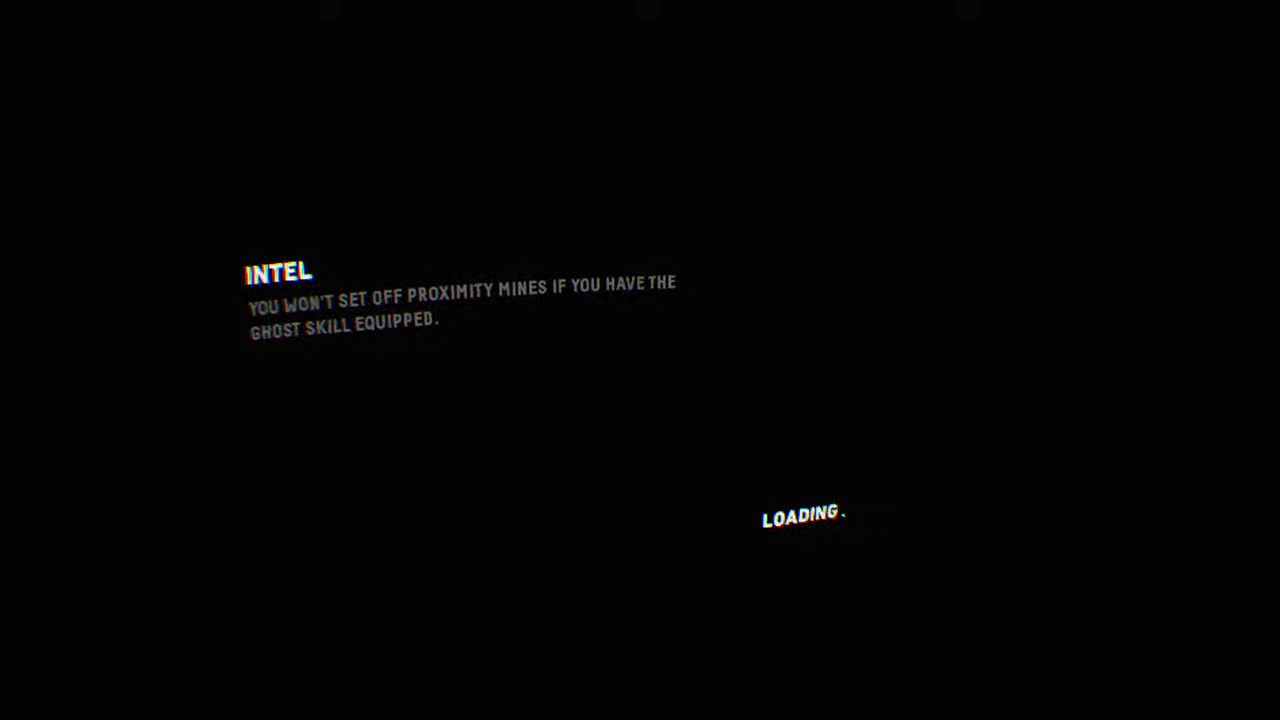 INTEL
YOU WON'T SET OFF PROXIMITY MINES IF YOU HAVE THE
GHOST SKILL EQUIPPED.
LOADING.